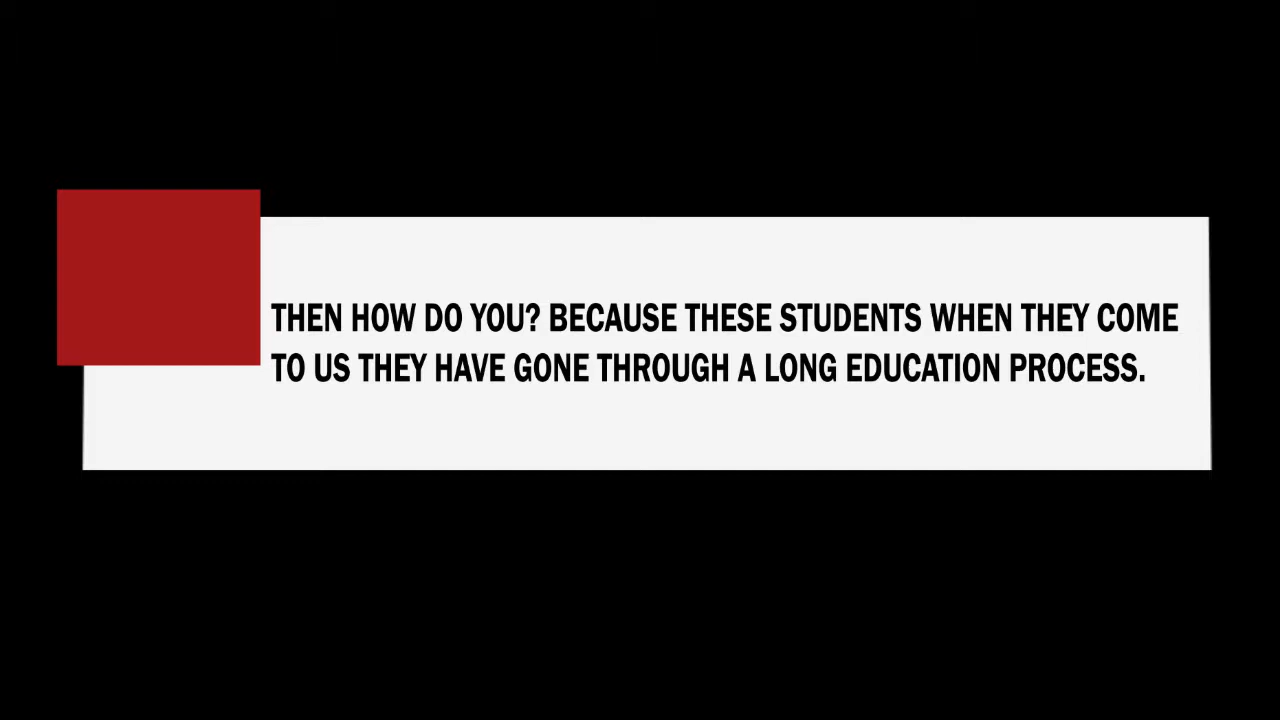 THEN HOW DO YOU? BECAUSE THESE STUDENTS WHEN THEY COME
TO US THEY HAVE GONE THROUGH A LONG EDUCATION PROCESS.